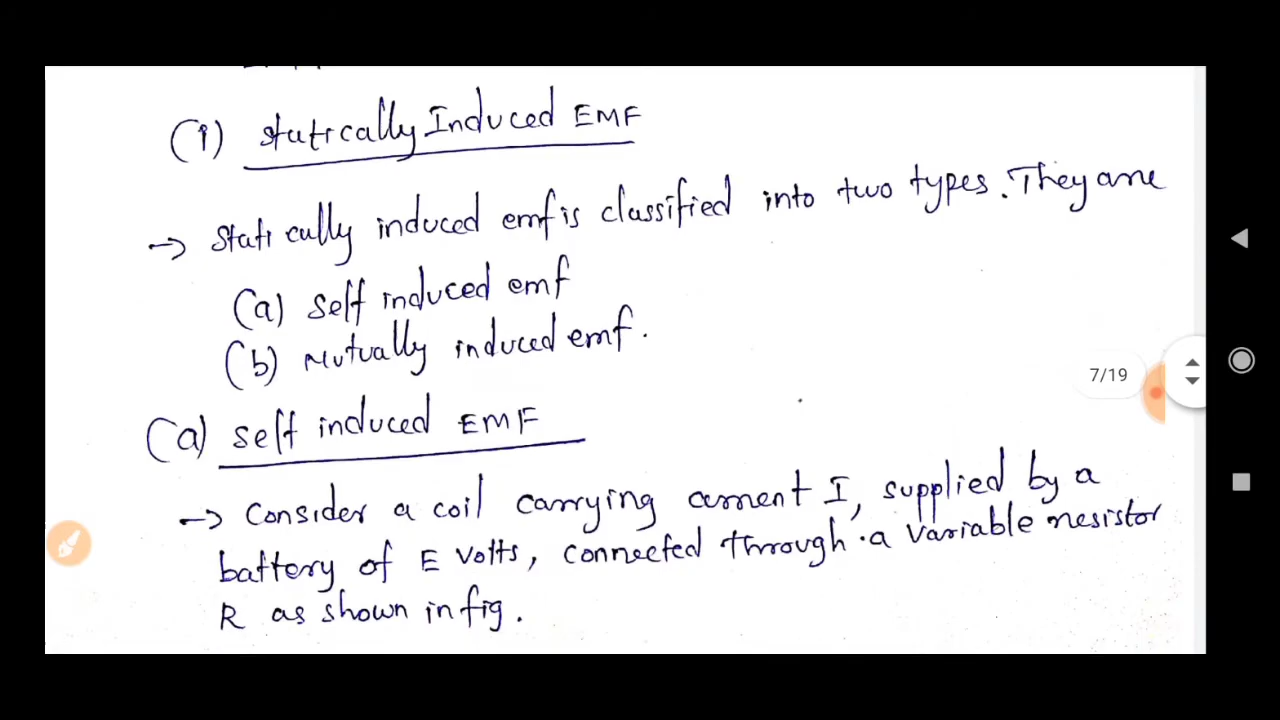 (i) Statically Induced EMF
→ Statically induced emf is classified into two types. They are
(a) Self induced emf
(b) Mutually induced emf.
(a) Self induced EMF
→ Consider a coil carrying current I, supplied by a
battery of E volts, connected through a variable resistor
R as shown in fig.
7/19